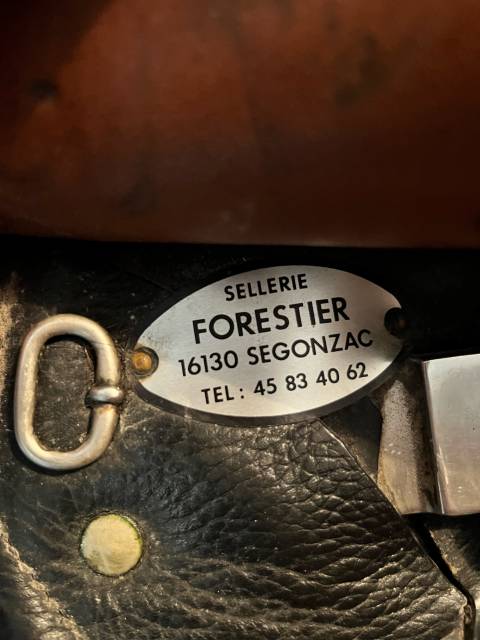 SELLERIE
FORESTIER
16130 SEGONZAC
TEL : 45 83 40 62